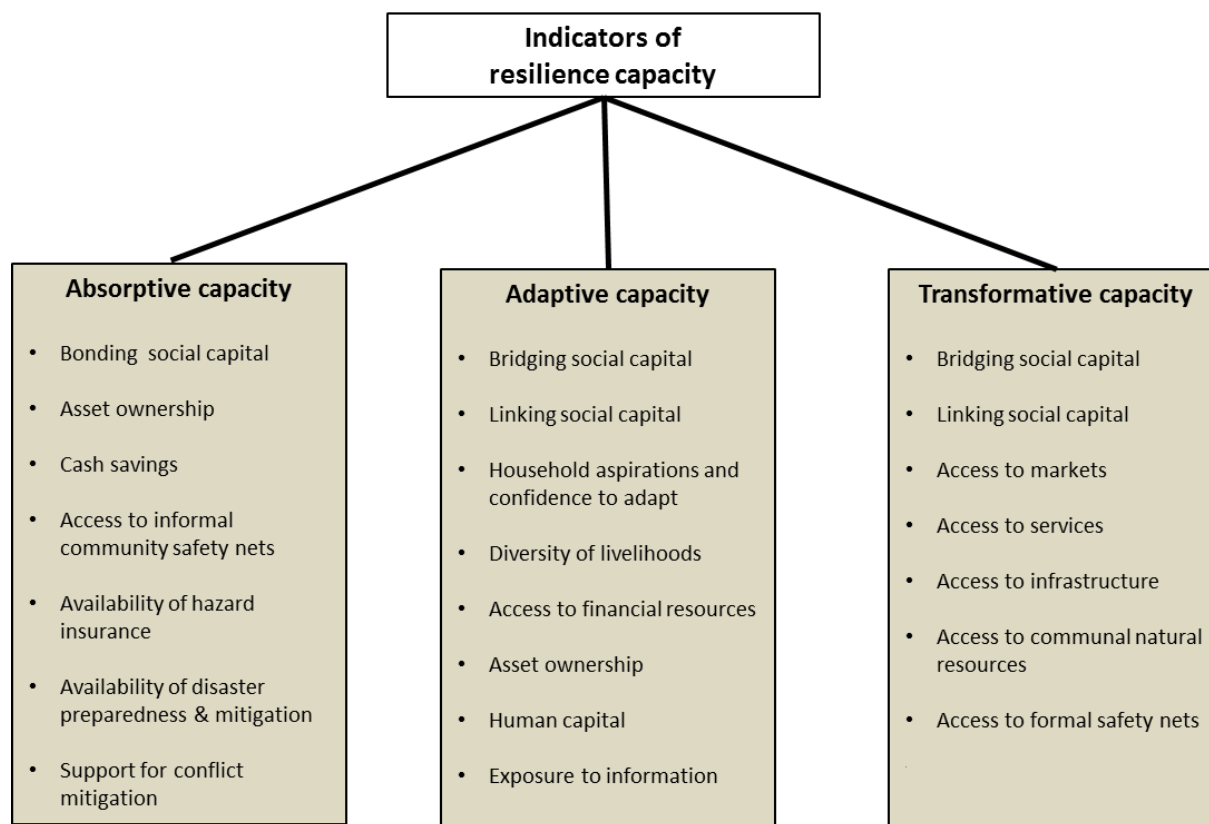 Indicators of
resilience capacity
Absorptive capacity
• Bonding social capital
• Asset ownership
• Cash savings
• Access to informal
community safety nets
• Availability of hazard
insurance
• Availability of disaster
preparedness & mitigation
• Support for conflict
mitigation
Adaptive capacity
• Bridging social capital
• Linking social capital
• Household aspirations and
confidence to adapt
• Diversity of livelihoods
• Access to financial resources
• Asset ownership
• Human capital
• Exposure to information
Transformative capacity
• Bridging social capital
• Linking social capital
• Access to markets
• Access to services
• Access to infrastructure
• Access to communal natural
resources
• Access to formal safety nets